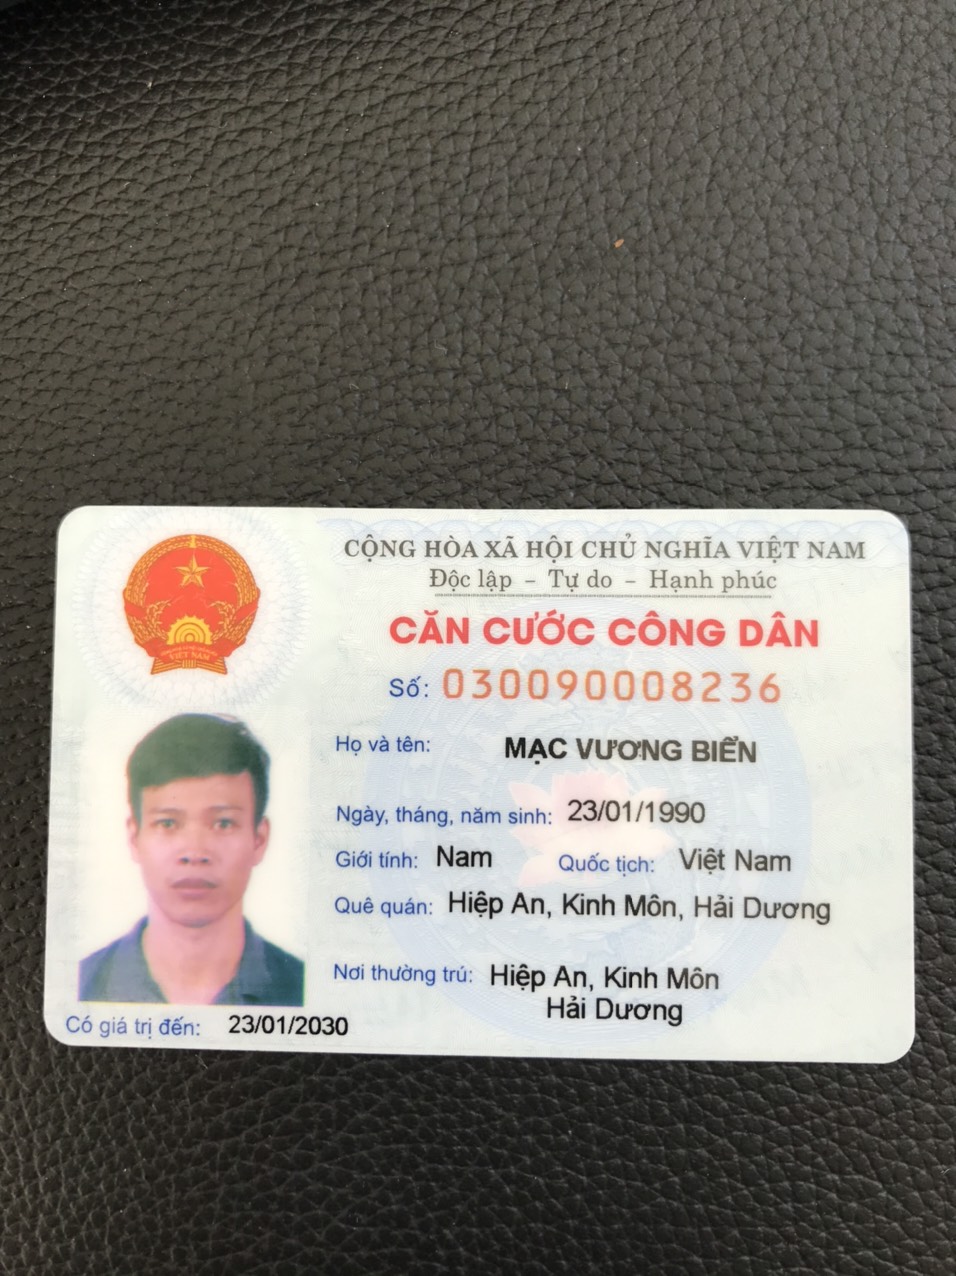 CỘNG HÒA XÃ HỘI CHỦ NGHĨA VIỆT NAM
Độc lập – Tự do – Hạnh phúc
CĂN CƯỚC CÔNG DÂN
Số: 030090008236
Họ và tên: MẠC VƯƠNG BIỂN
Ngày, tháng, năm sinh: 23/01/1990
Giới tính: Nam Quốc tịch: Việt Nam
Quê quán: Hiệp An, Kinh Môn, Hải Dương
Nơi thường trú: Hiệp An, Kinh Môn
Hải Dương
Có giá trị đến: 23/01/2030